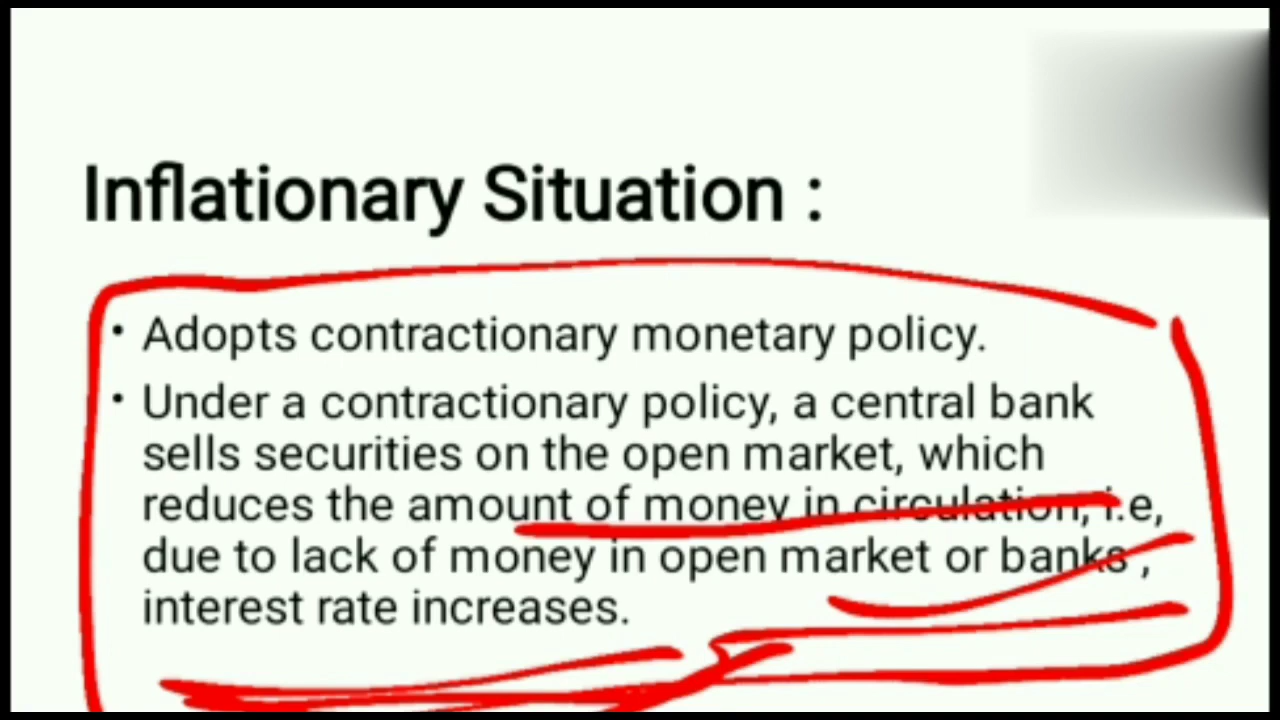 Inflationary Situation :
• Adopts contractionary monetary policy.
• Under a contractionary policy, a central bank
sells securities on the open market, which
reduces the amount of money in circulation, i.e,
due to lack of money in open market or banks ,
interest rate increases.